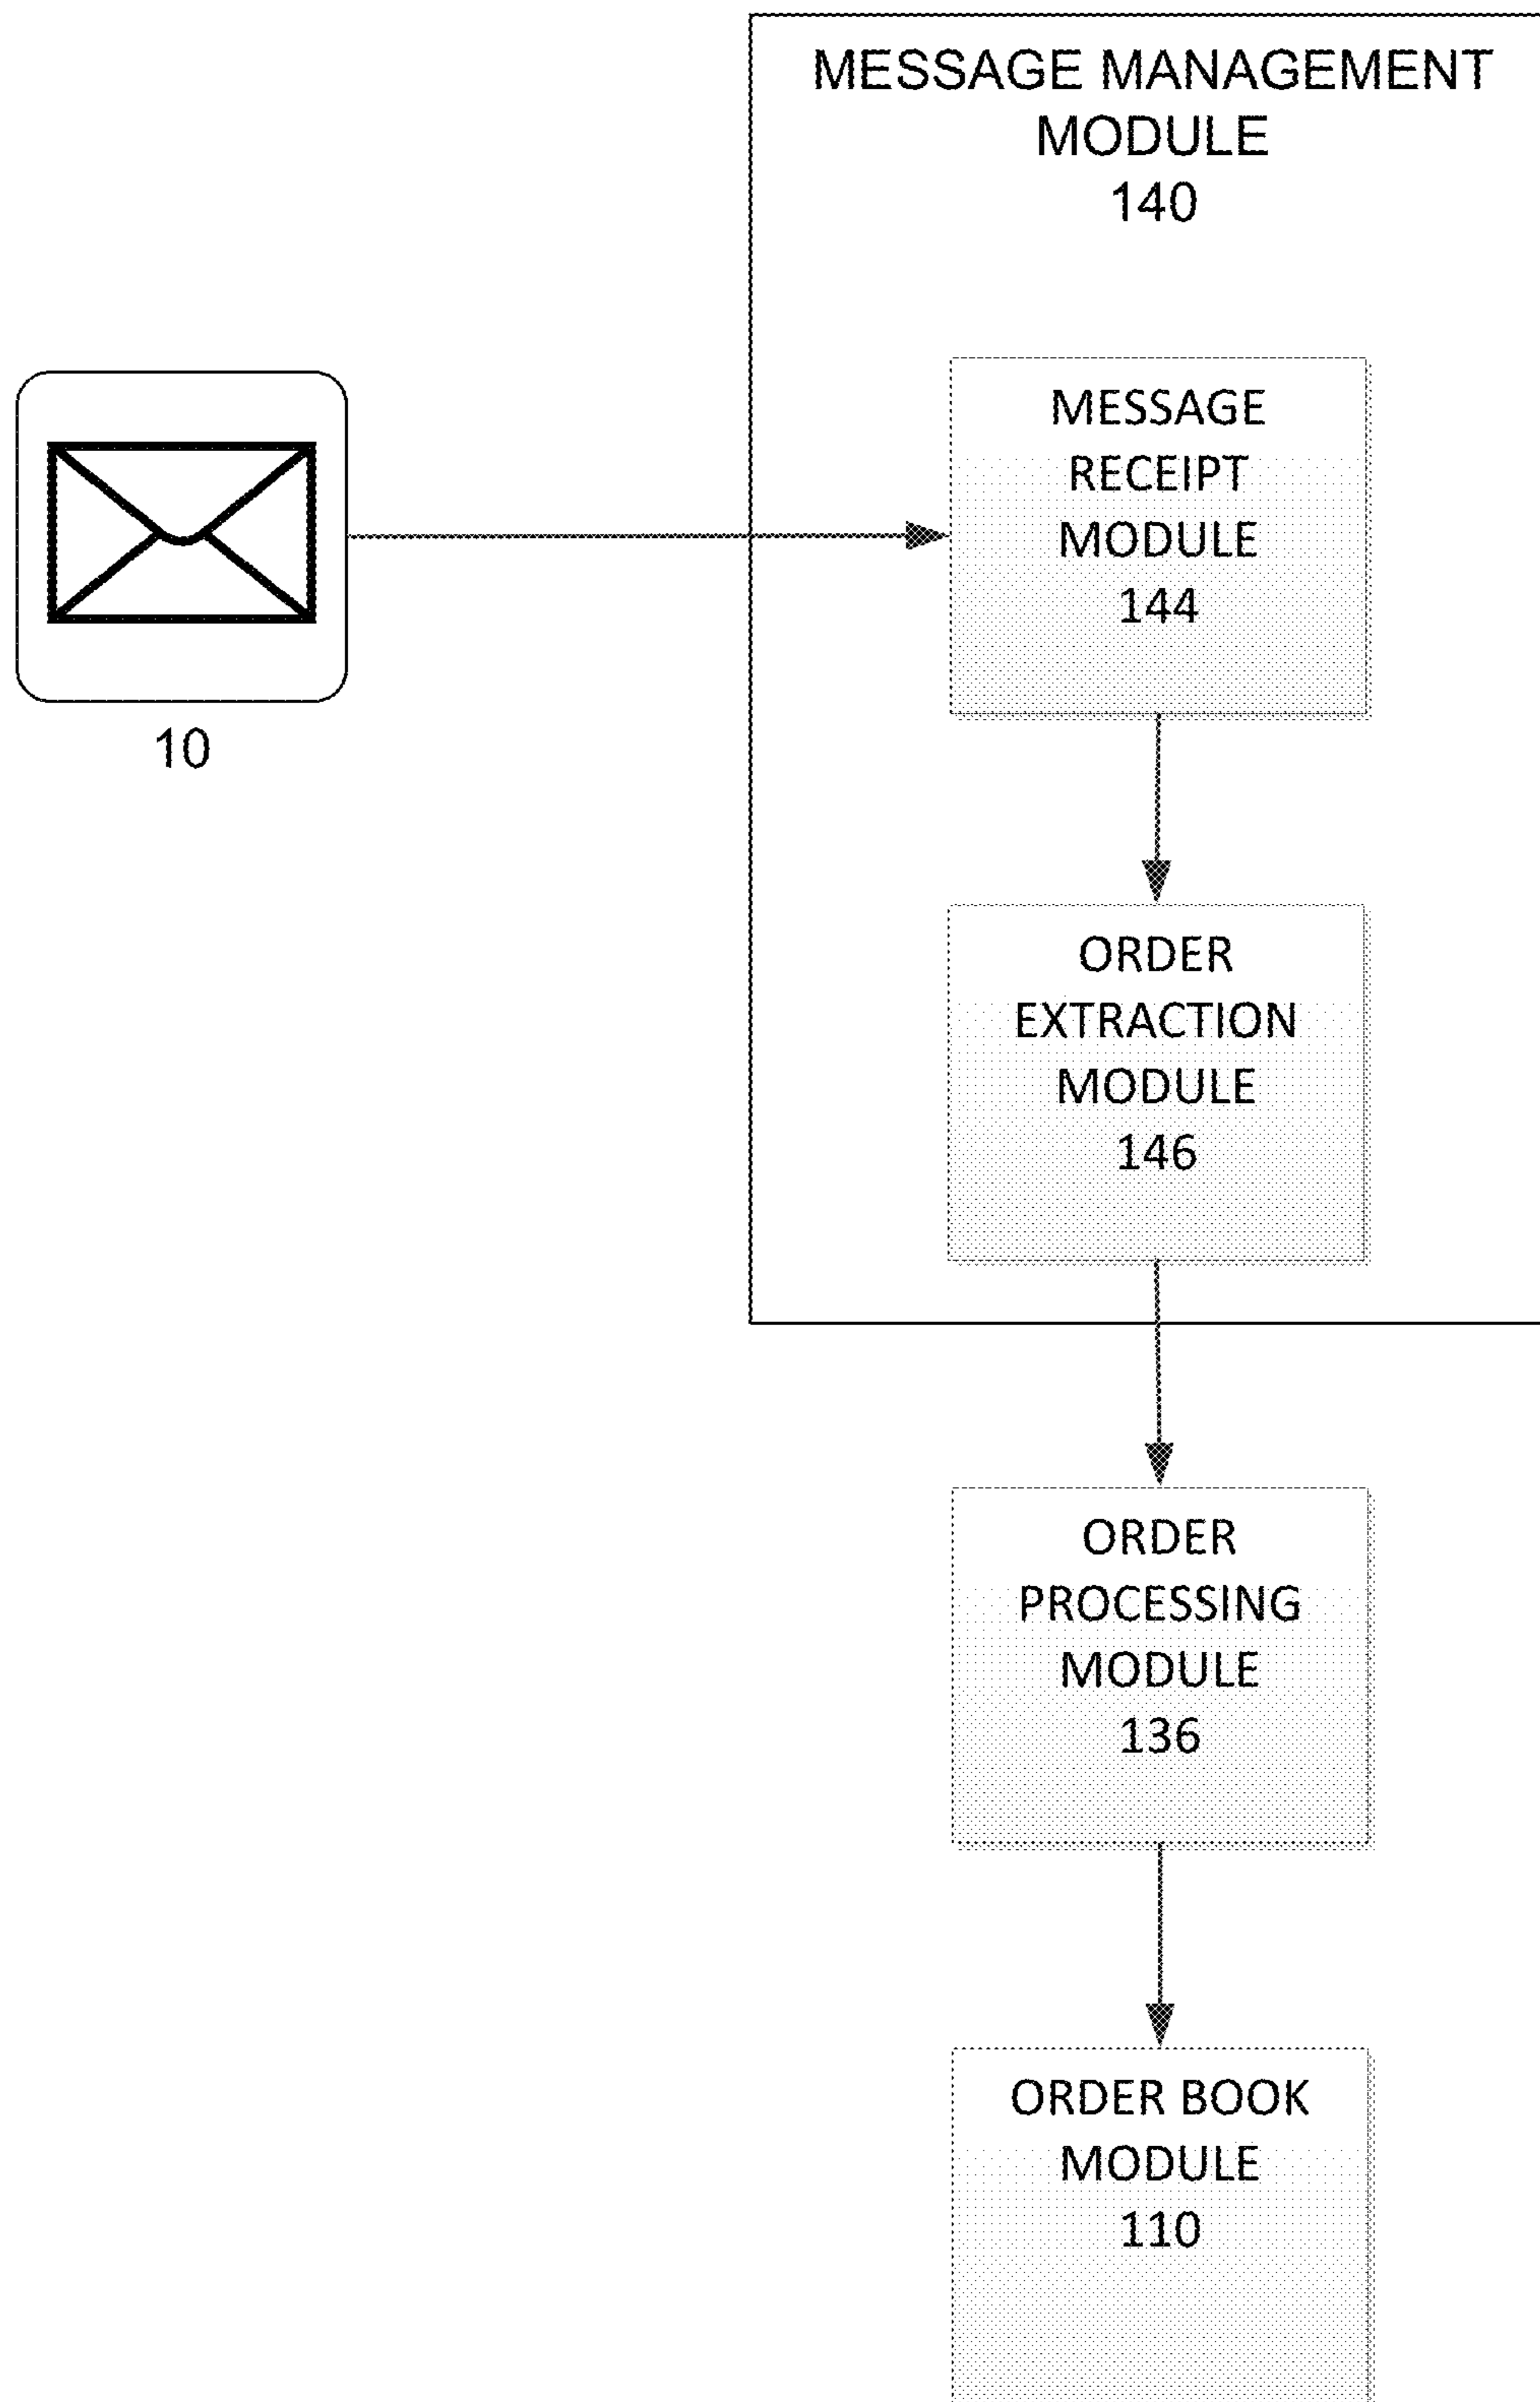 MESSAGE MANAGEMENT
MODULE
140
MESSAGE
RECEIPT
MODULE
144
10
ORDER
EXTRACTION
MODULE
146
ORDER
PROCESSING
MODULE
136
ORDER BOOK
MODULE
110